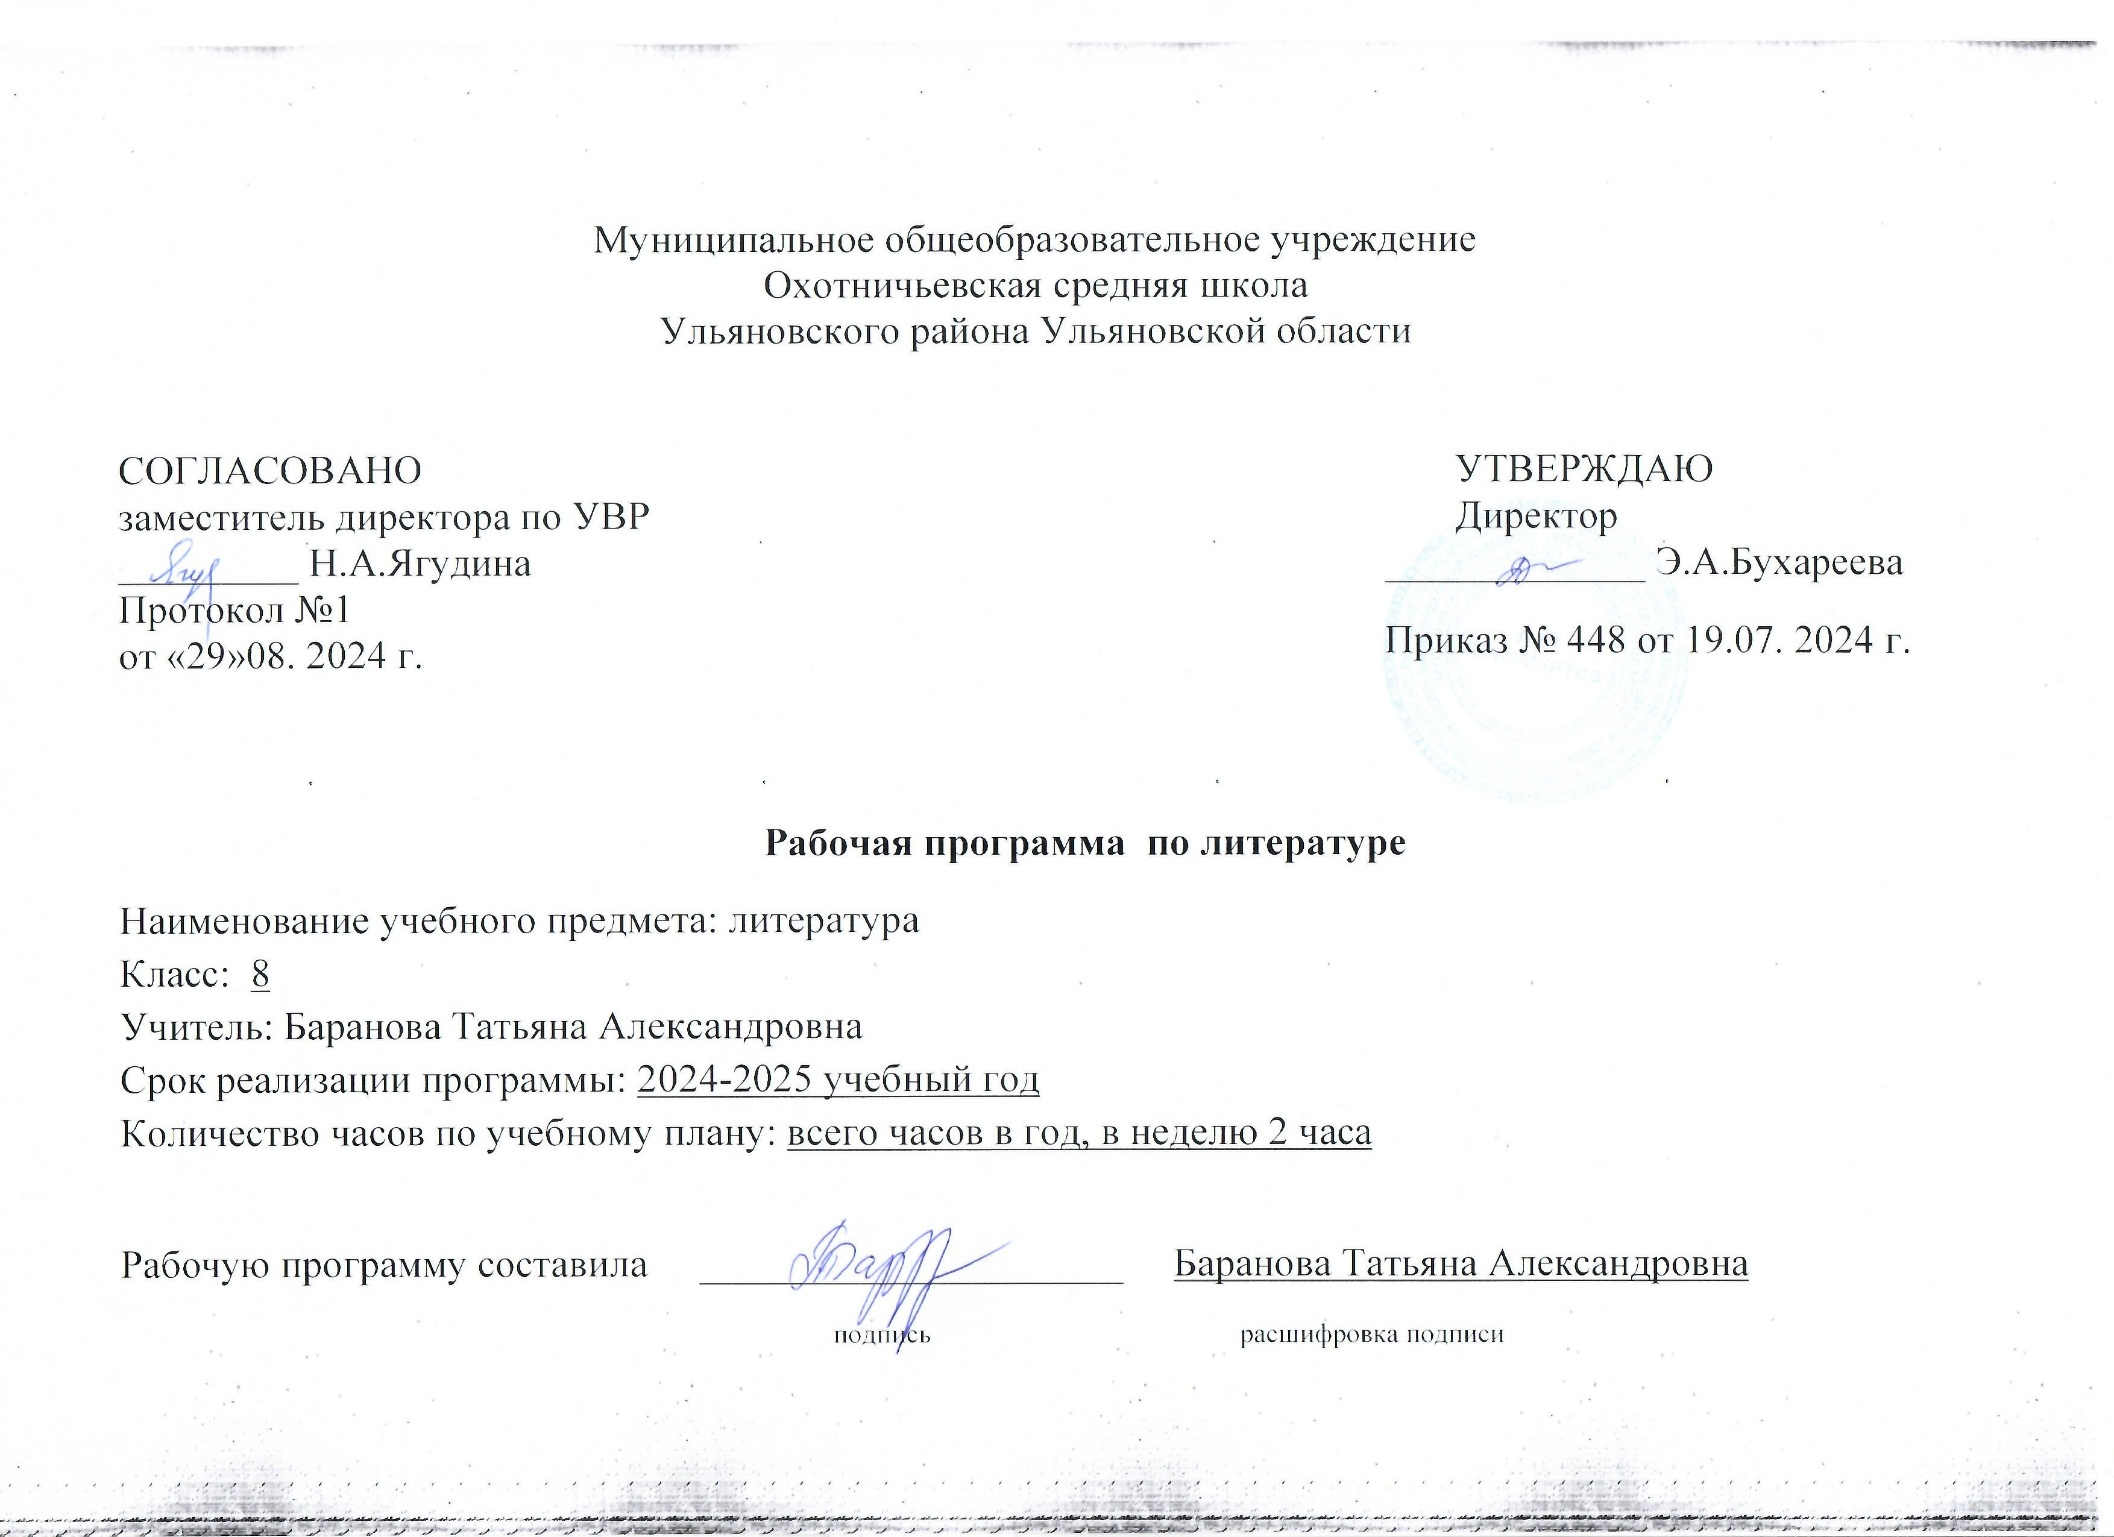 Муниципальное общеобразовательное учреждение
Охотничьевская средняя школа
Ульяновского района Ульяновской области
СОГЛАСОВАНО
заместитель директора по УВР
_________ Н.А.Ягудина
Протокол №1
от «29»08. 2024 г.
УТВЕРЖДАЮ
Директор
_____________ Э.А.Бухареева
Приказ № 448 от 19.07. 2024 г.
Рабочая программа по литературе
Наименование учебного предмета: литература
Класс: 8
Учитель: Баранова Татьяна Александровна
Срок реализации программы: 2024-2025 учебный год
Количество часов по учебному плану: всего часов в год, в неделю 2 часа
Рабочую программу составила _____________________ Баранова Татьяна Александровна
подпись расшифровка подписи